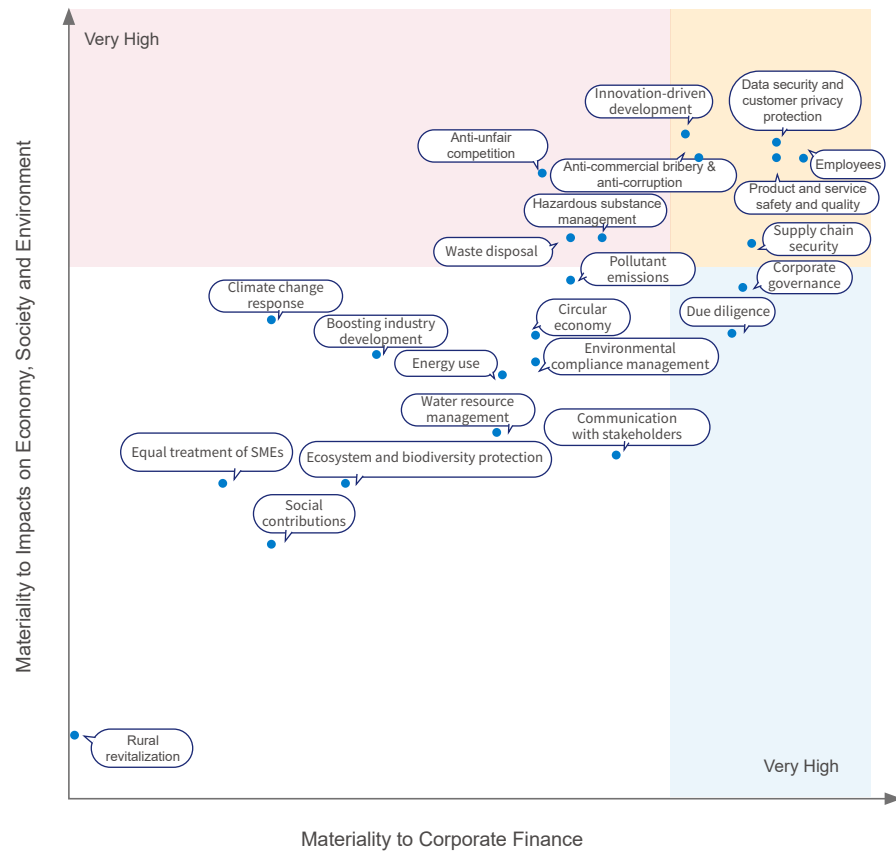 Very High
Innovation-driven
development
Data security and
customer privacy
protection
Anti-unfair
competition
Anti-commercial bribery &
anti-corruption
Employees
Product and service
safety and quality
Hazardous substance
management
Waste disposal
Supply chain
security
Pollutant
emissions
Corporate
governance
Climate change
response
Due diligence
Circular
economy
Boosting industry
development
Energy use
Environmental
compliance management
Water resource
management
Communication
with stakeholders
Equal treatment of SMEs
Ecosystem and biodiversity protection
Social
contributions
Rural
revitalization
Very High
Materiality to Impacts on Economy, Society and Environment
Materiality to Corporate Finance